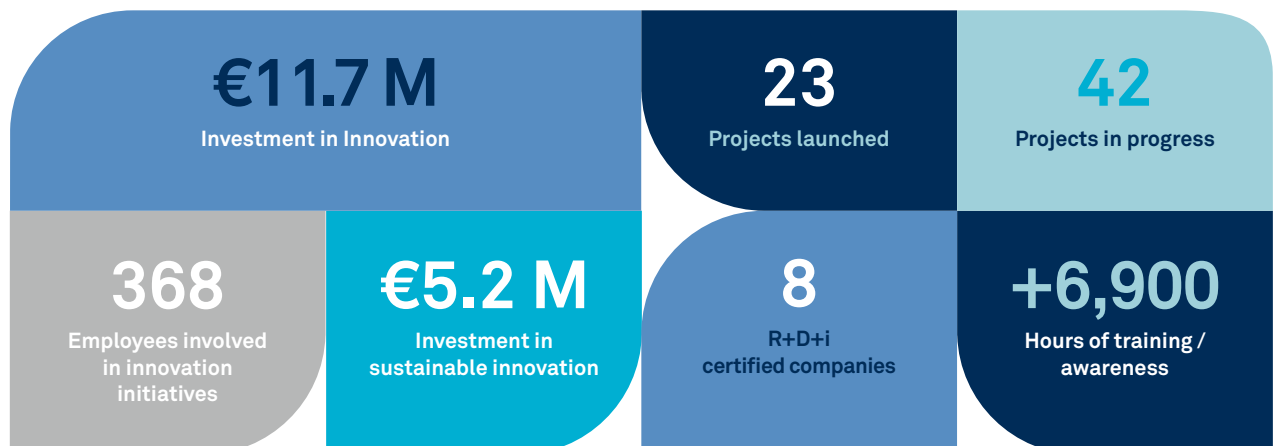 €11.7 M
Investment in Innovation
23
Projects launched
42
Projects in progress
368
Employees involved
in innovation
initiatives
€5.2 M
Investment in
sustainable innovation
8
R+D+i
certified companies
+6,900
Hours of training /
awareness